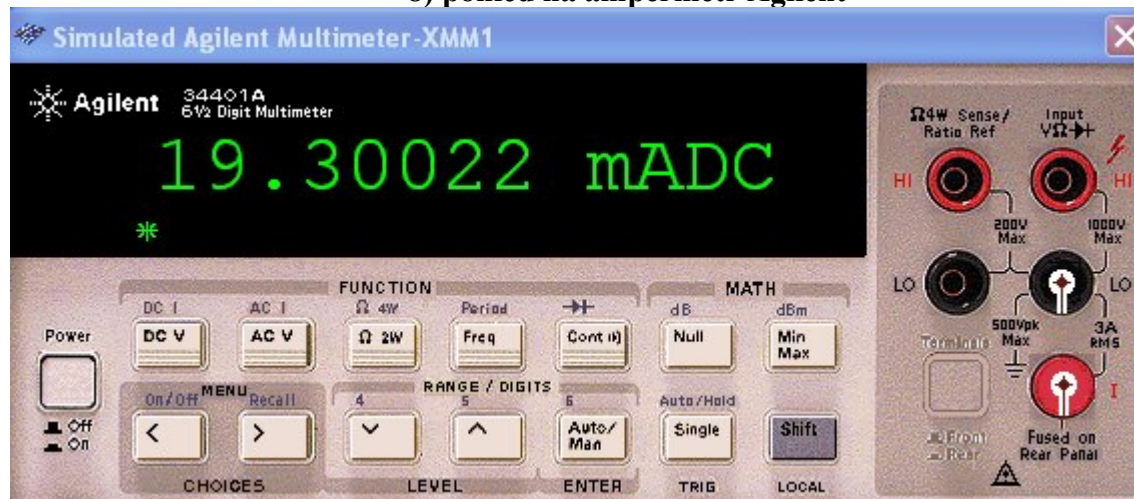 Simulated Agilent Multimeter-XMM1
Agilent 34401A
6½ Digit Multimeter
19.30022 mADC
*
Ω4W Sense/
Ratio Ref
Input
VΩ
HI
HI
200V
Max
1000V
Max
LO
LO
500Vpk
Max
3A
RMS
Terminals
I
Front
Rear
Fused on
Rear Panal
FUNCTION
MATH
DC I AC I Ω 4W Period dB dBm
Power DC V AC V Ω 2W Freq Cont Null Min
Max
MENU
RANGE / DIGITS
On/Off Recall 4 5 6 Auto/Hold
Off
On
< > Auto/
Man Single Shift
CHOICES LEVEL ENTER TRIG LOCAL